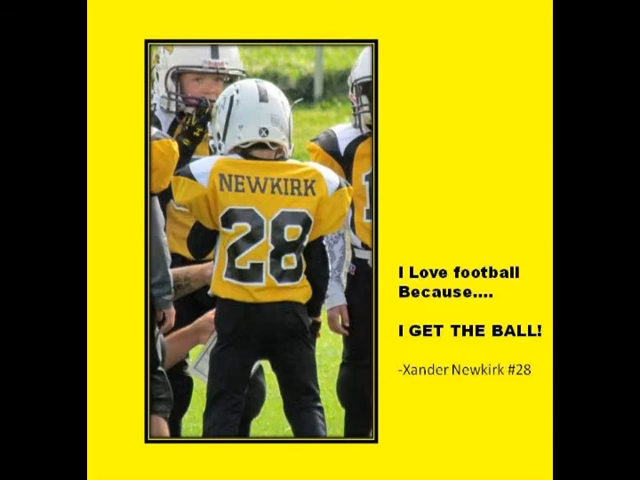 NEWKIRK
28
I Love football
Because....
I GET THE BALL!
-Xander Newkirk #28